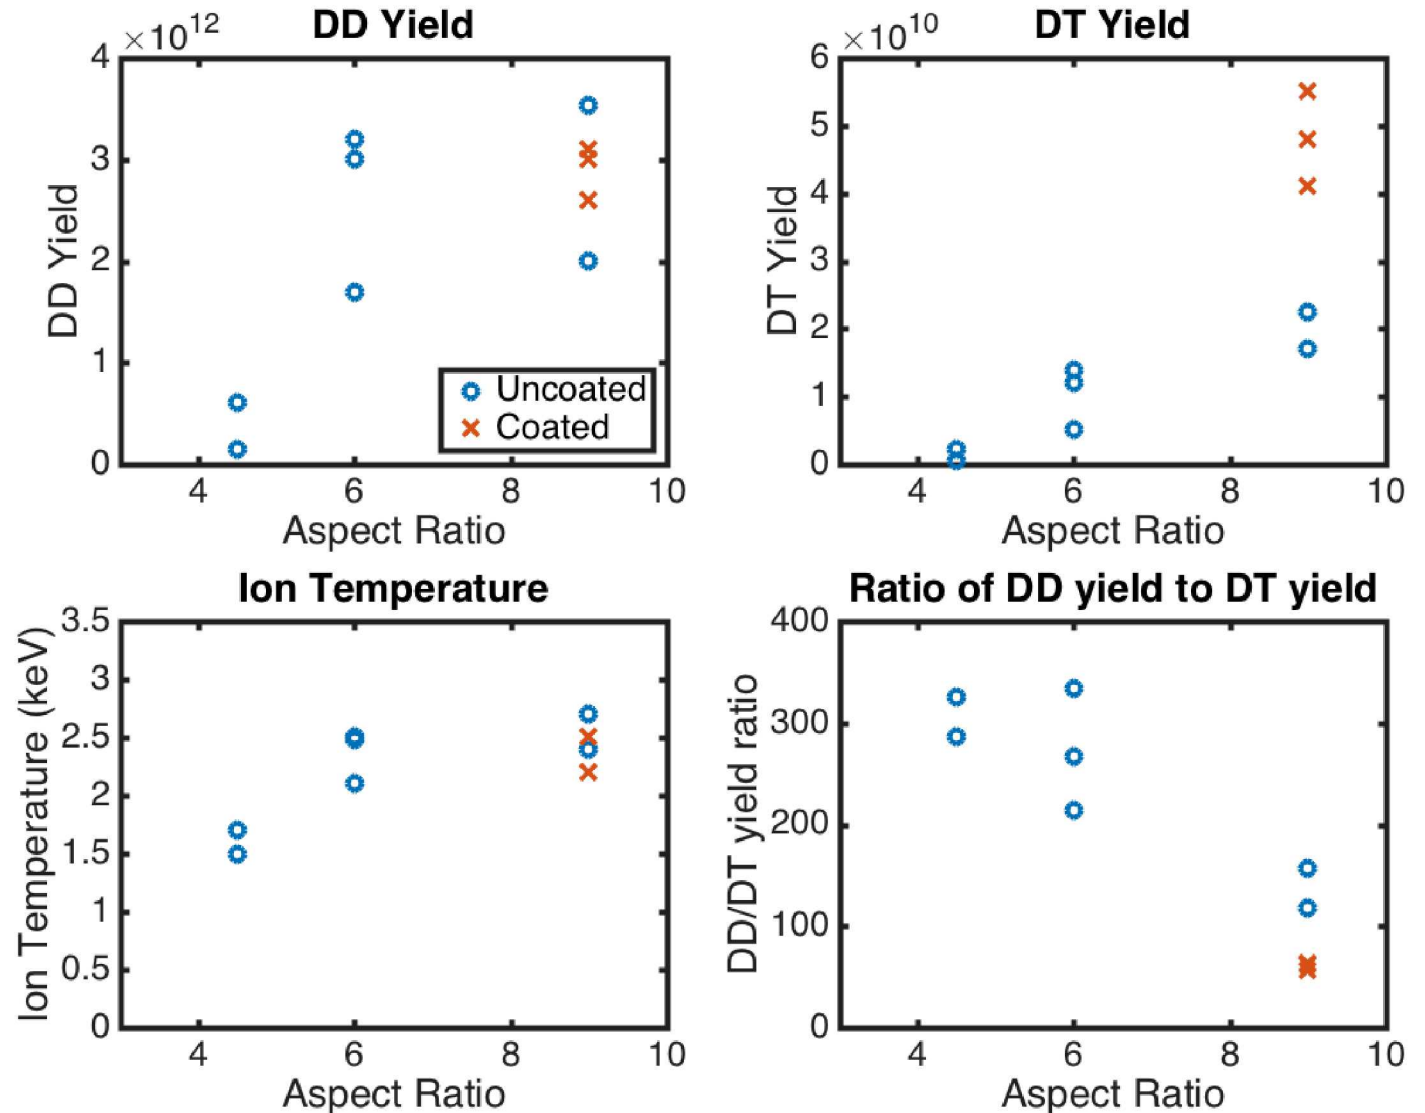 DD Yield
×10¹²
DD Yield
4
3
2
1
0
4 6 8 10
Aspect Ratio
Uncoated
Coated
DT Yield
×10¹⁰
DT Yield
6
5
4
3
2
1
0
4 6 8 10
Aspect Ratio
Ion Temperature
Ion Temperature (keV)
3.5
3
2.5
2
1.5
1
0.5
0
4 6 8 10
Aspect Ratio
Ratio of DD yield to DT yield
DD/DT yield ratio
400
300
200
100
0
4 6 8 10
Aspect Ratio